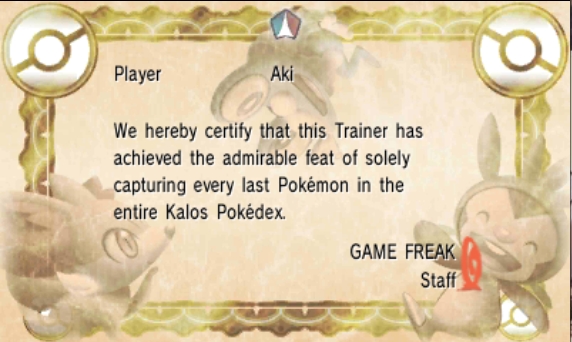 Player Aki
We hereby certify that this Trainer has
achieved the admirable feat of solely
capturing every last Pokémon in the
entire Kalos Pokédex.
GAME FREAK
Staff